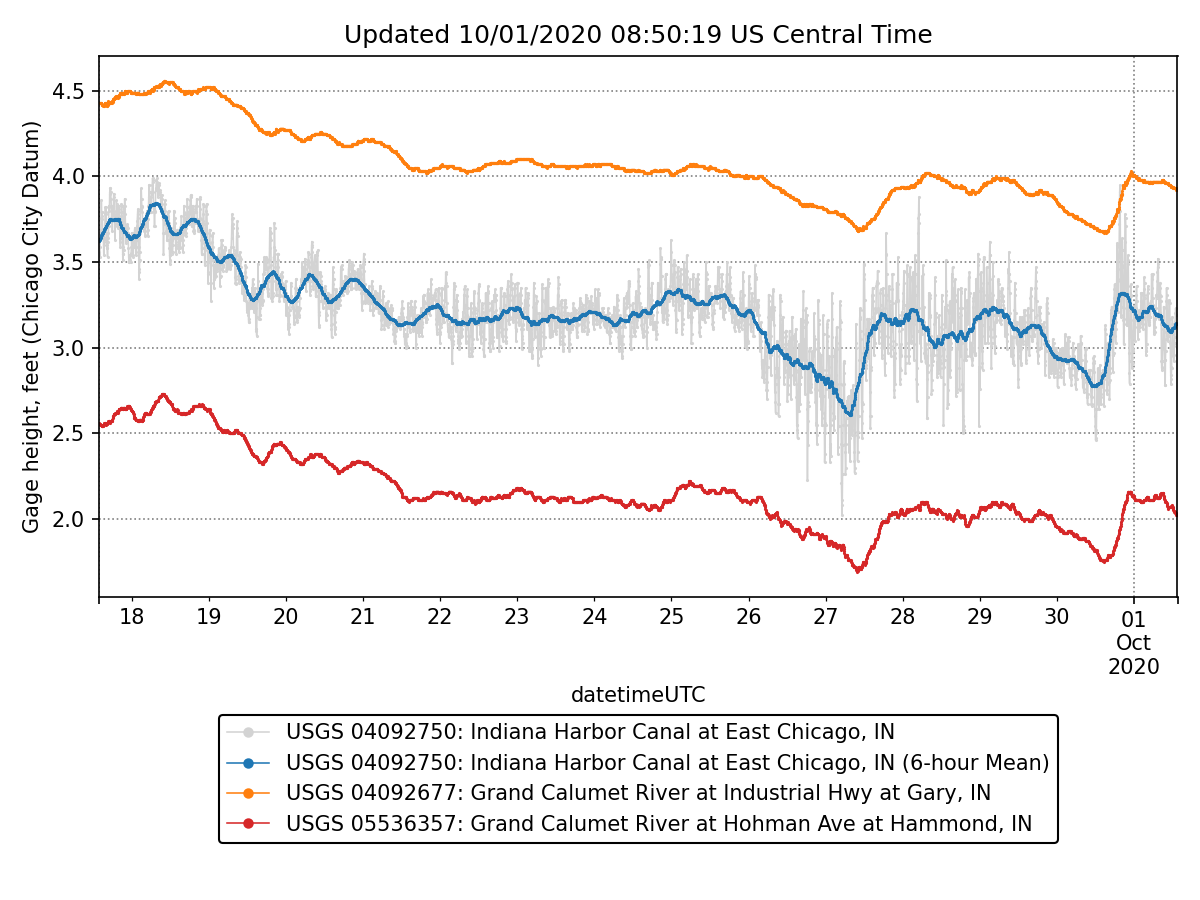 Updated 10/01/2020 08:50:19 US Central Time
Gage height, feet (Chicago City Datum)
4.5
4.0
3.5
3.0
2.5
2.0
18 19 20 21 22 23 24 25 26 27 28 29 30 01
Oct
2020
datetimeUTC
USGS 04092750: Indiana Harbor Canal at East Chicago, IN
USGS 04092750: Indiana Harbor Canal at East Chicago, IN (6-hour Mean)
USGS 04092677: Grand Calumet River at Industrial Hwy at Gary, IN
USGS 05536357: Grand Calumet River at Hohman Ave at Hammond, IN